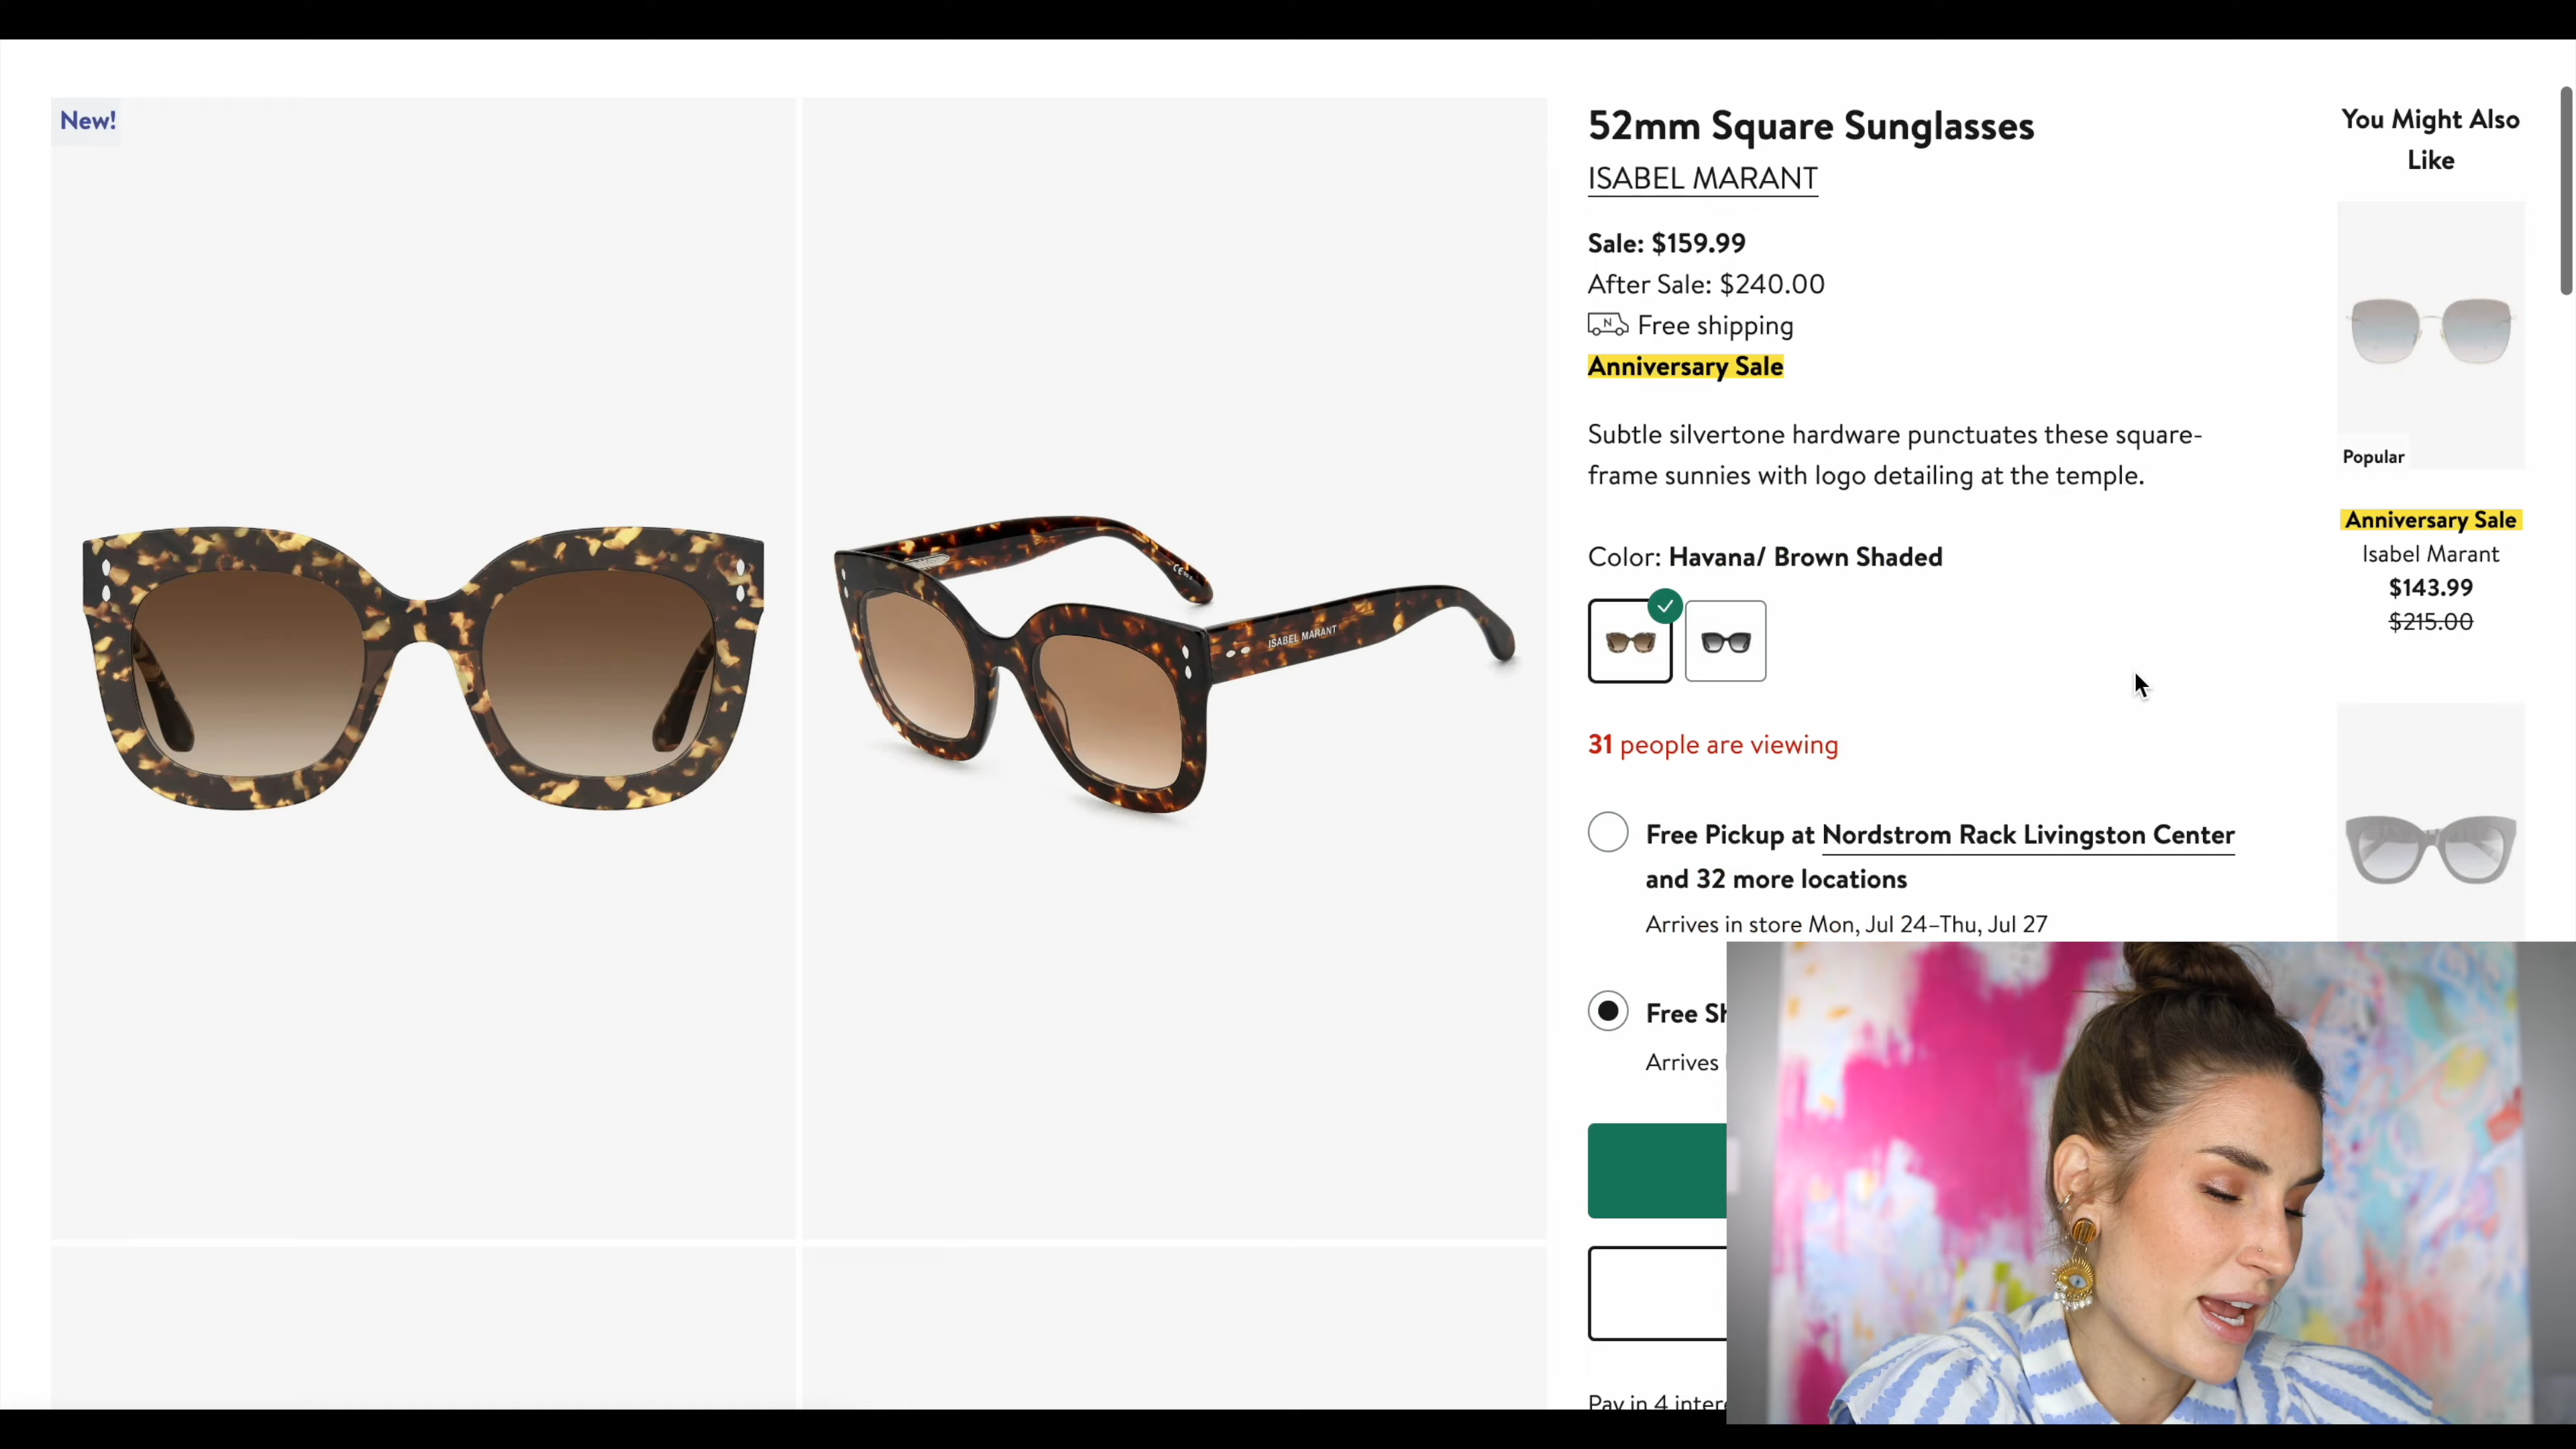 New!
52mm Square Sunglasses
ISABEL MARANT
Sale: $159.99
After Sale: $240.00
N
Free shipping
Anniversary Sale
Subtle silvertone hardware punctuates these square-
frame sunnies with logo detailing at the temple.
Color: Havana/ Brown Shaded
31 people are viewing
Free Pickup at Nordstrom Rack Livingston Center
and 32 more locations
Arrives in store Mon, Jul 24–Thu, Jul 27
Free
Arrives
Pay in 4
ISABEL MARANT
You Might Also
Like
Popular
Anniversary Sale
Isabel Marant
$143.99
$215.00